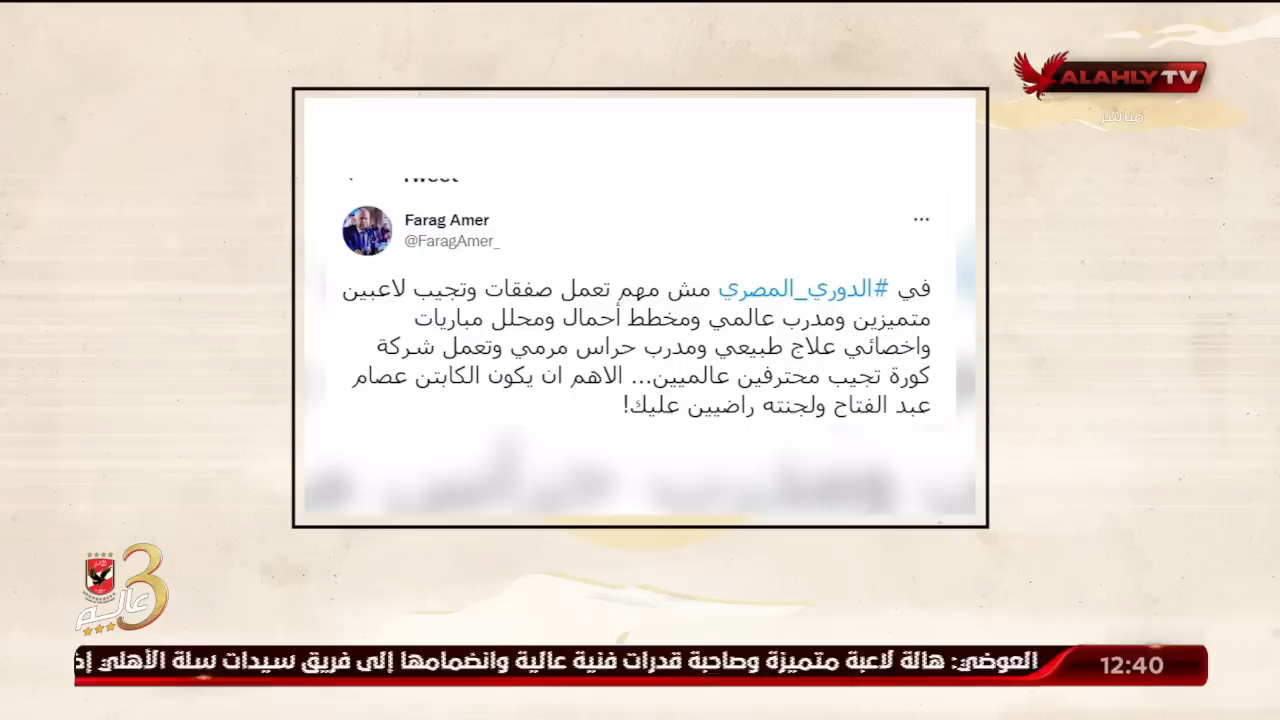 ALAHLY TV
مباشر
Tweet
Farag Amer
@FaragAmer_
في #الدوري_المصري مش مهم تعمل صفقات وتجيب لاعبين
متميزين ومدرب عالمي ومخطط أحمال ومحلل مباريات
واخصائي علاج طبيعي ومدرب حراس مرمي وتعمل شركة
كورة تجيب محترفين عالميين... الاهم ان يكون الكابتن عصام
عبد الفتاح ولجنته راضيين عليك!
3
عالم
العوضي: هالة لاعبة متميزة وصاحبة قدرات فنية عالية وانضمامها إلى فريق سيدات سلة الأهلي
12:40